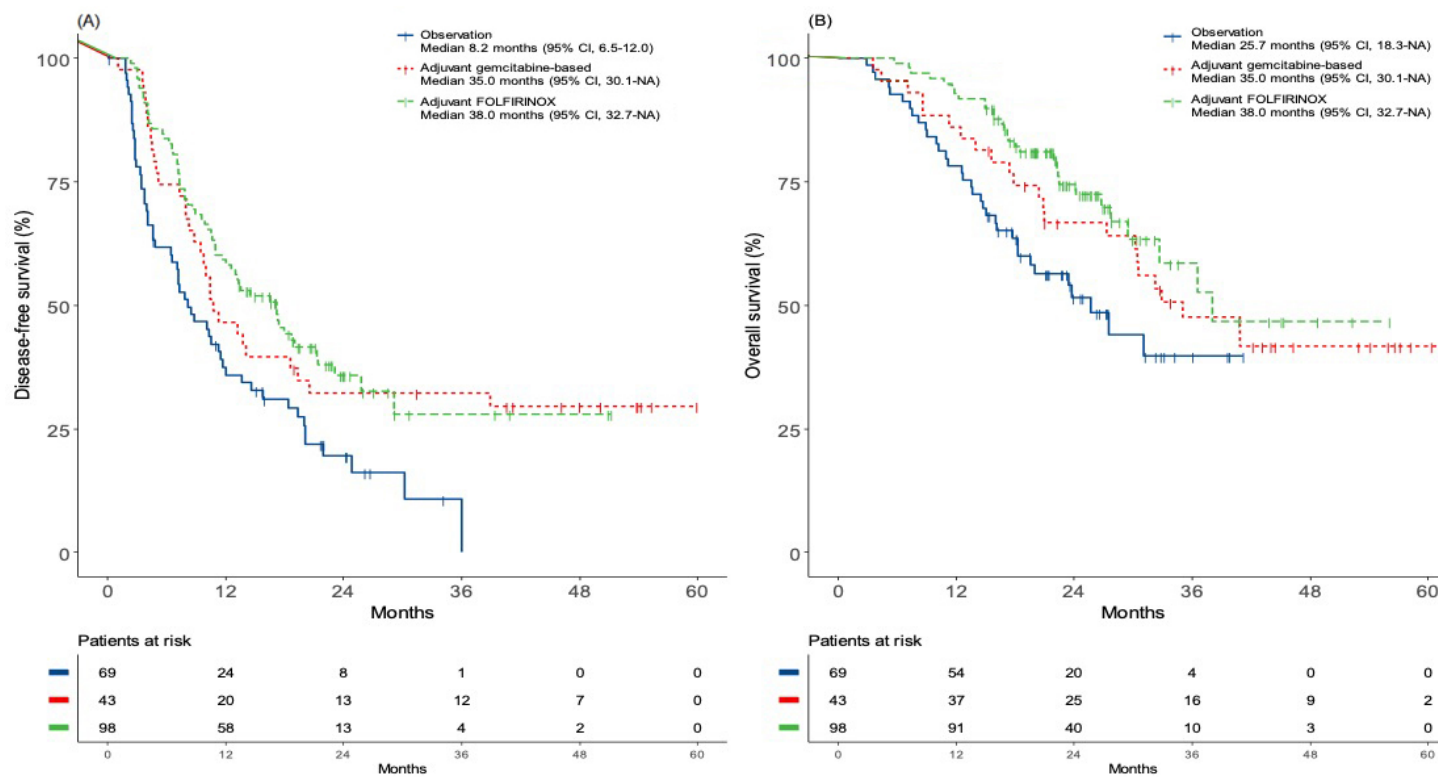 (A)
Observation
Median 8.2 months (95% CI, 6.5-12.0)
Adjuvant gemcitabine-based
Median 35.0 months (95% CI, 30.1-NA)
Adjuvant FOLFIRINOX
Median 38.0 months (95% CI, 32.7-NA)
100
75
50
25
0
Disease-free survival (%)
0 12 24 36 48 60
Months
Patients at risk
69 24 8 1 0 0
43 20 13 12 7 0
98 58 13 4 2 0
0 12 24 36 48 60
Months
(B)
Observation
Median 25.7 months (95% CI, 18.3-NA)
Adjuvant gemcitabine-based
Median 35.0 months (95% CI, 30.1-NA)
Adjuvant FOLFIRINOX
Median 38.0 months (95% CI, 32.7-NA)
100
75
50
25
0
Overall survival (%)
0 12 24 36 48 60
Months
Patients at risk
69 54 20 4 0 0
43 37 25 16 9 2
98 91 40 10 3 0
0 12 24 36 48 60
Months